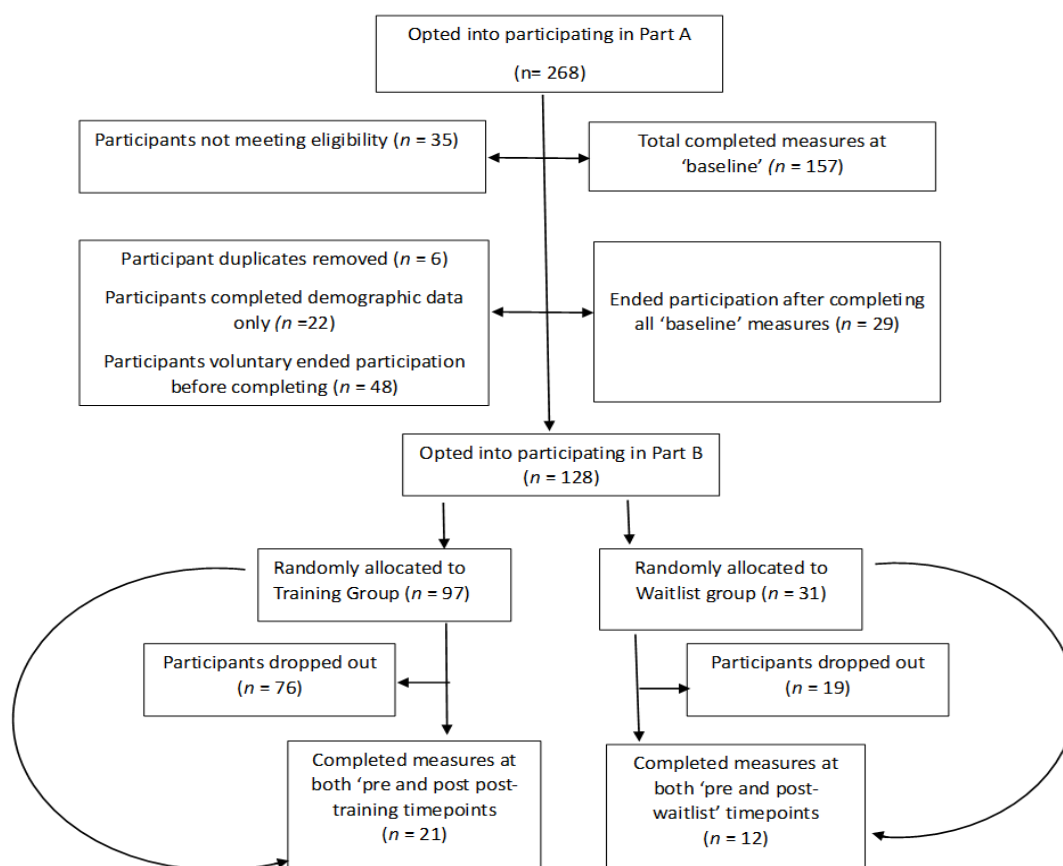 Opted into participating in Part A
(n= 268)
Participants not meeting eligibility (n = 35)
Total completed measures at
‘baseline’ (n = 157)
Participant duplicates removed (n = 6)
Participants completed demographic data
only (n =22)
Participants voluntary ended participation
before completing (n = 48)
Ended participation after completing
all ‘baseline’ measures (n = 29)
Opted into participating in Part B
(n = 128)
Randomly allocated to
Training Group (n = 97)
Randomly allocated to
Waitlist group (n = 31)
Participants dropped out
(n = 76)
Participants dropped out
(n = 19)
Completed measures at
both ‘pre and post post-
training timepoints
n = 21)
Completed measures at
both ‘pre and post-
waitlist’ timepoints
(n = 12)